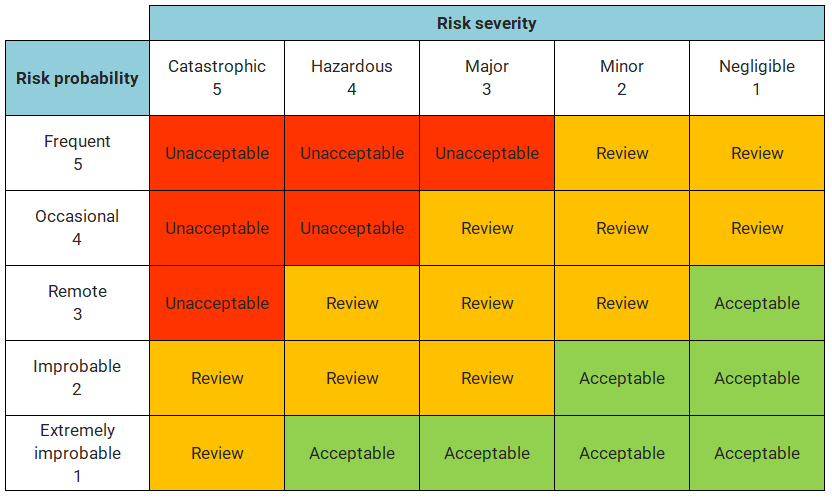 Risk severity
Risk probability
Catastrophic
5
Hazardous
4
Major
3
Minor
2
Negligible
1
Frequent
5
Unacceptable
Unacceptable
Unacceptable
Review
Review
Occasional
4
Unacceptable
Unacceptable
Review
Review
Review
Remote
3
Unacceptable
Review
Review
Review
Acceptable
Improbable
2
Review
Review
Review
Acceptable
Acceptable
Extremely
improbable
1
Review
Acceptable
Acceptable
Acceptable
Acceptable